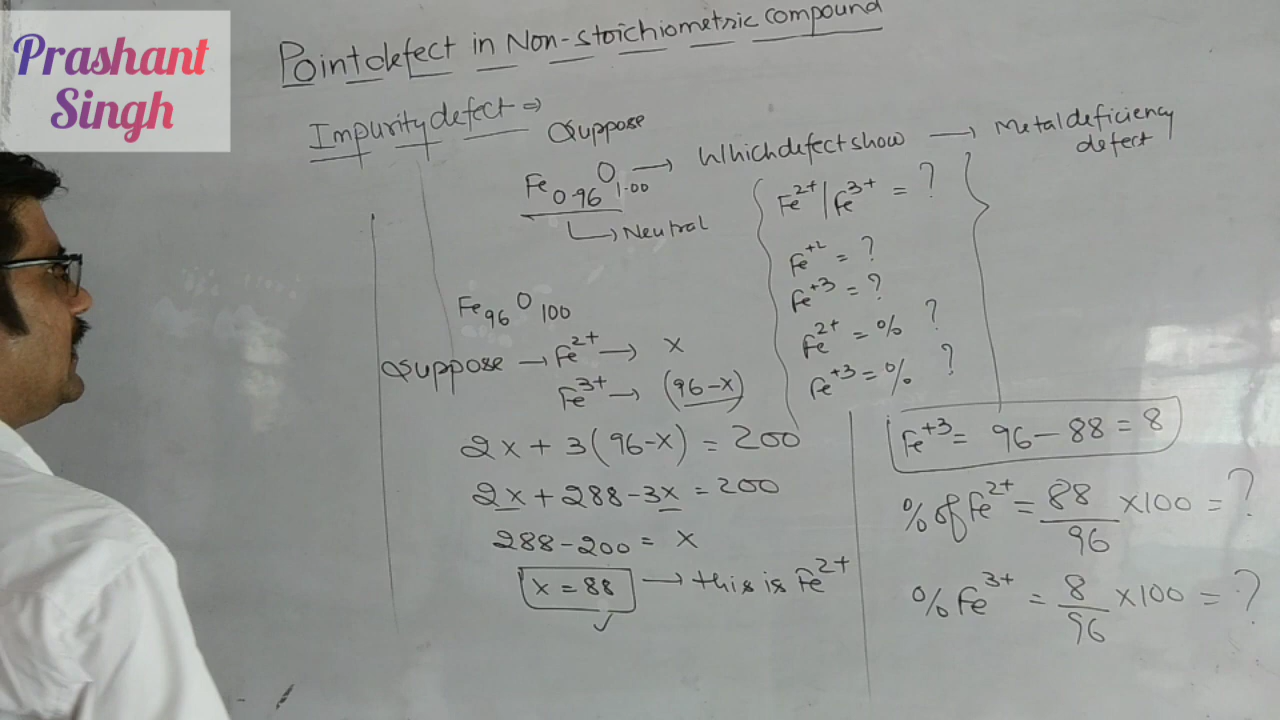 Prashant
Singh
Point defect in Non-stoichiometric compound
Impurity defect ⇒
Suppose
Fe0.96 O1.00 → Which defect show → Metal deficiency
defect
↳ Neutral
Fe96 O100
Suppose → Fe2+ → x
Fe3+ → (96-x)
2x + 3(96-x) = 200
2x + 288 - 3x = 200
288 - 200 = x
x = 88 → this is Fe2+
Fe2+ | Fe3+ = ?
Fe+2 = ?
Fe+3 = ?
Fe2+ = % ?
Fe+3 = % ?
Fe+3 = 96 - 88 = 8
% of Fe2+ = 88/96 × 100 = ?
% Fe3+ = 8/96 × 100 = ?